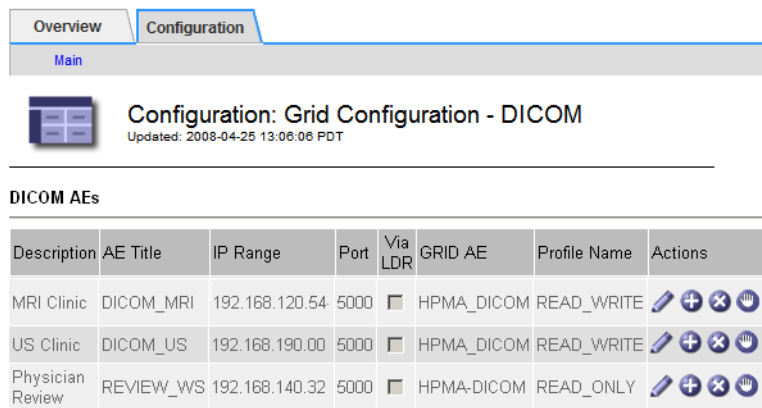 Overview Configuration
Main
Configuration: Grid Configuration - DICOM
Updated: 2008-04-25 13:06:06 PDT
DICOM AEs
Description AE Title IP Range Port Via LDR GRID AE Profile Name Actions
MRI Clinic DICOM_MRI 192.168.120.54- 5000 HPMA_DICOM READ_WRITE
US Clinic DICOM_US 192.168.190.00 5000 HPMA_DICOM READ_WRITE
Physician Review REVIEW_WS 192.168.140.32 5000 HPMA-DICOM READ_ONLY